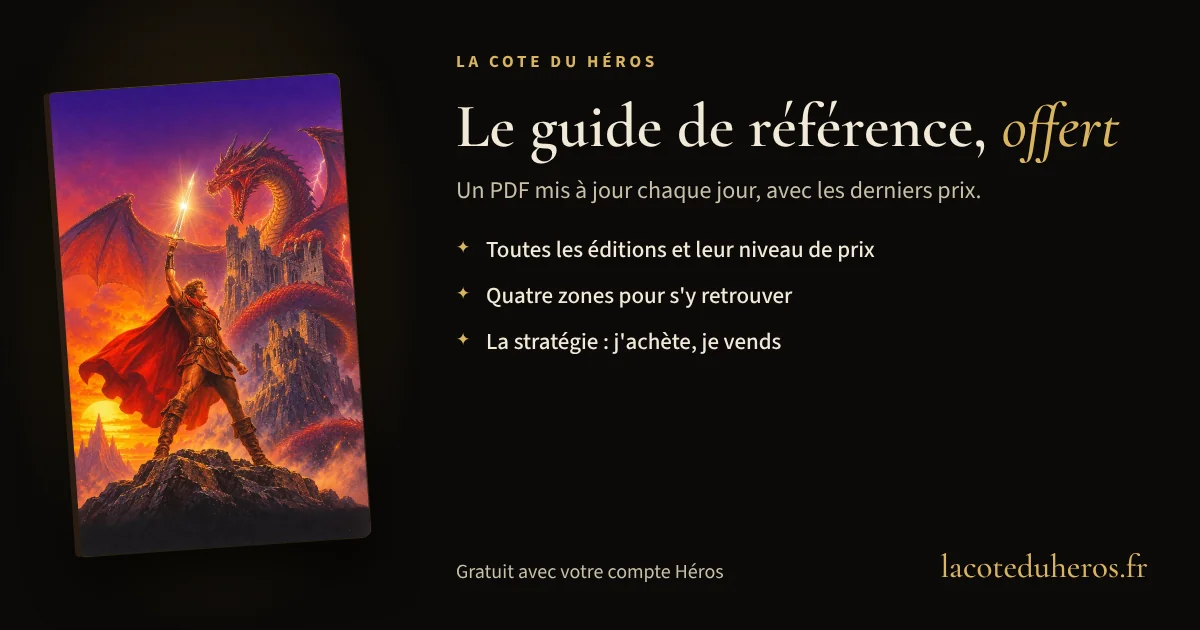 LA COTE DU HÉROS
Le guide de référence, offert
Un PDF mis à jour chaque jour, avec les derniers prix.
Toutes les éditions et leur niveau de prix
Quatre zones pour s'y retrouver
La stratégie : j'achète, je vends
Gratuit avec votre compte Héros
lacoteduheros.fr